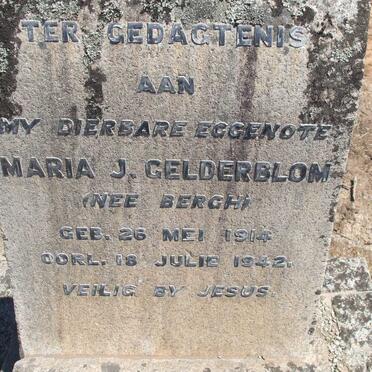 TER GEDAGTENIS
AAN
MY DIERBARE EGGENOTE
MARIA J. GELDERBLOM
(NEE BERGH)
GEB. 26 MEI 1914
OORL. 18 JULIE 1942.
VEILIG BY JESUS.